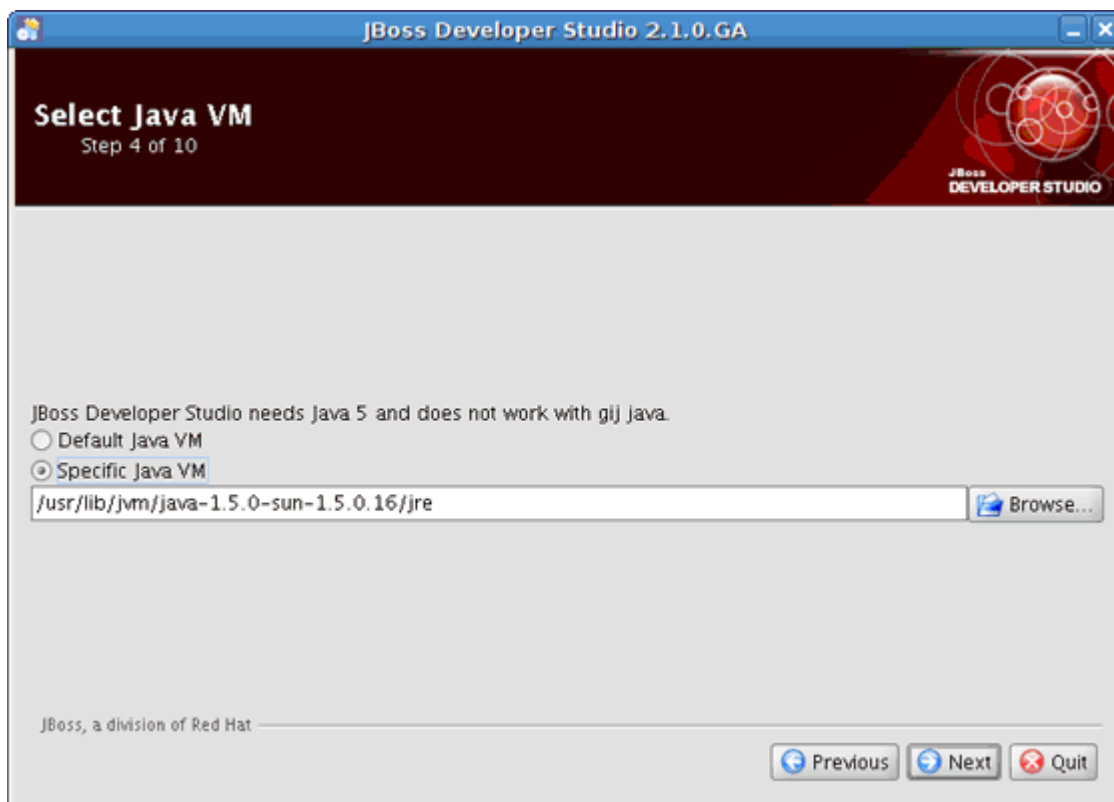 JBoss Developer Studio 2.1.0.GA
Select Java VM
Step 4 of 10
JBoss
DEVELOPER STUDIO
JBoss Developer Studio needs Java 5 and does not work with gij java.
Default Java VM
Specific Java VM
/usr/lib/jvm/java-1.5.0-sun-1.5.0.16/jre
Browse...
JBoss, a division of Red Hat
Previous
Next
Quit